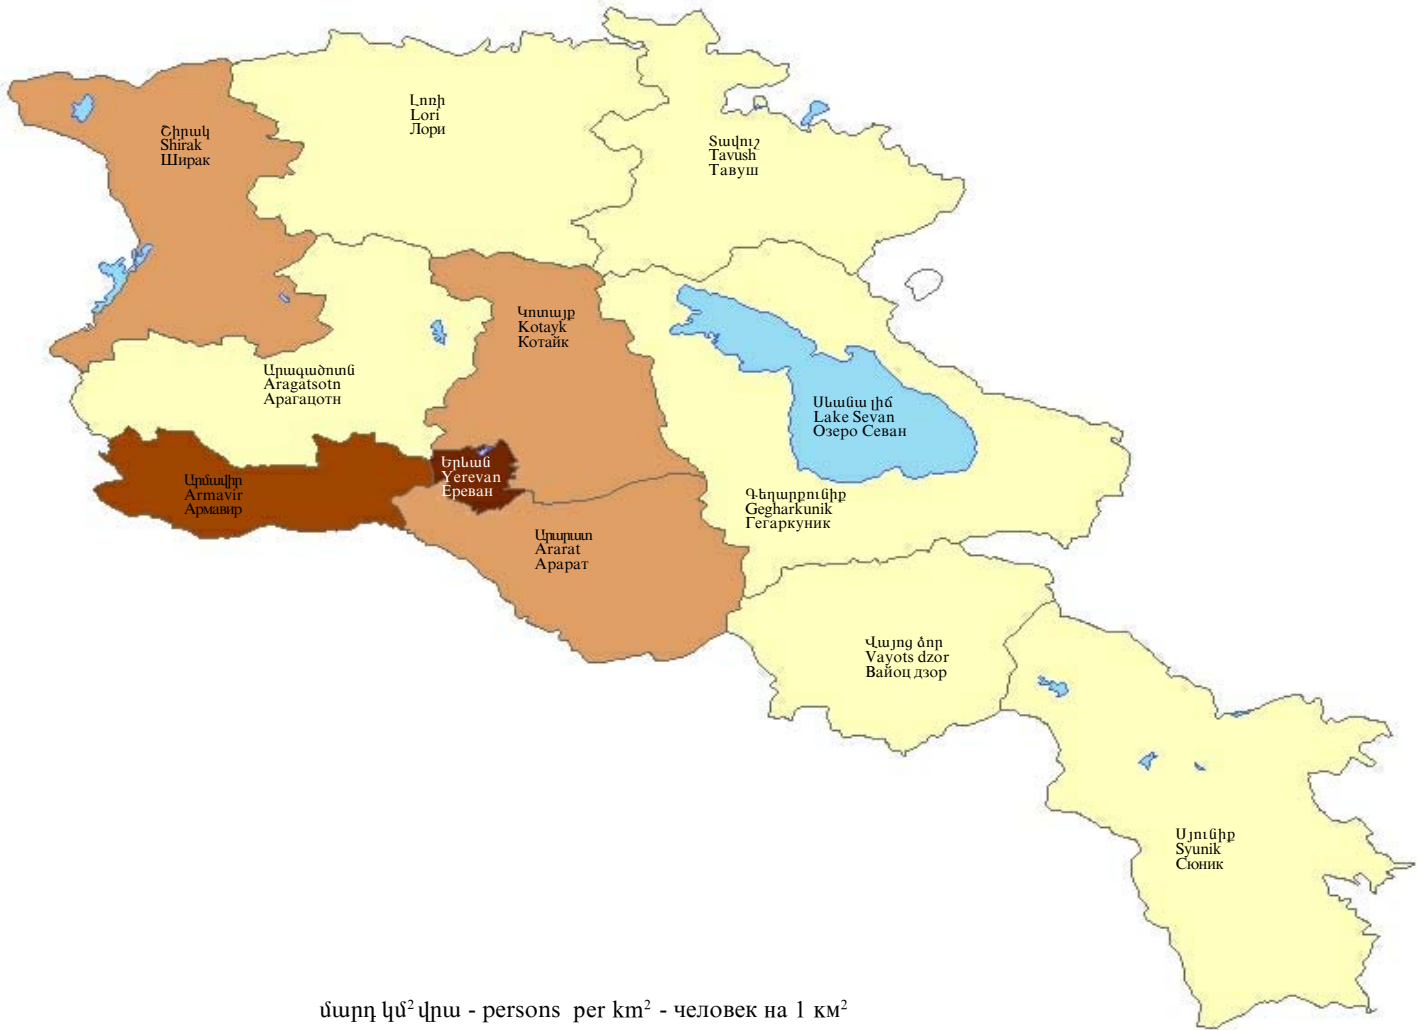 Լոռի
Lori
Лори
Շիրակ
Shirak
Ширак
Տավուշ
Tavush
Тавуш
Կոտայք
Kotayk
Котайк
Արագածոտն
Aragatsotn
Арагацотн
Սևանա լիճ
Lake Sevan
Озеро Севан
Երևան
Yerevan
Ереван
Արմավիր
Armavir
Армавир
Գեղարքունիք
Gegharkunik
Гегаркуник
Արարատ
Ararat
Арарат
Վայոց ձոր
Vayots dzor
Вайоц дзор
Սյունիք
Syunik
Сюник
մարդ կմ² վրա - persons per km² - человек на 1 км²